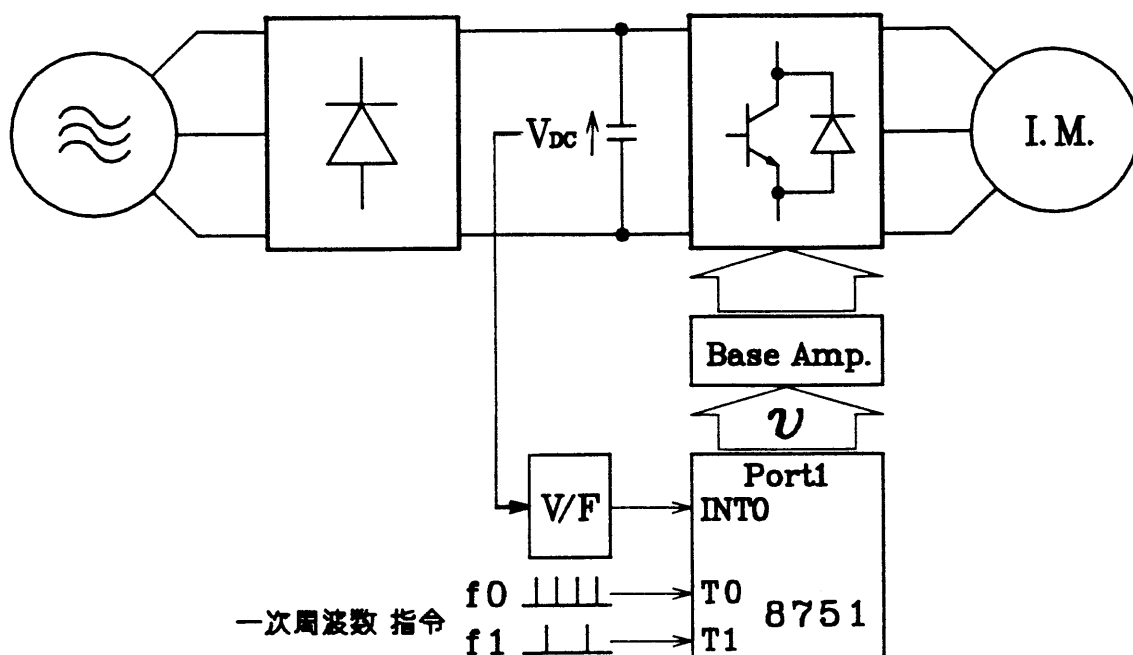 VDC
I. M.
Base Amp.
v
Port1
V/F
INT0
f0
T0
8751
一次周波数 指令
f1
T1